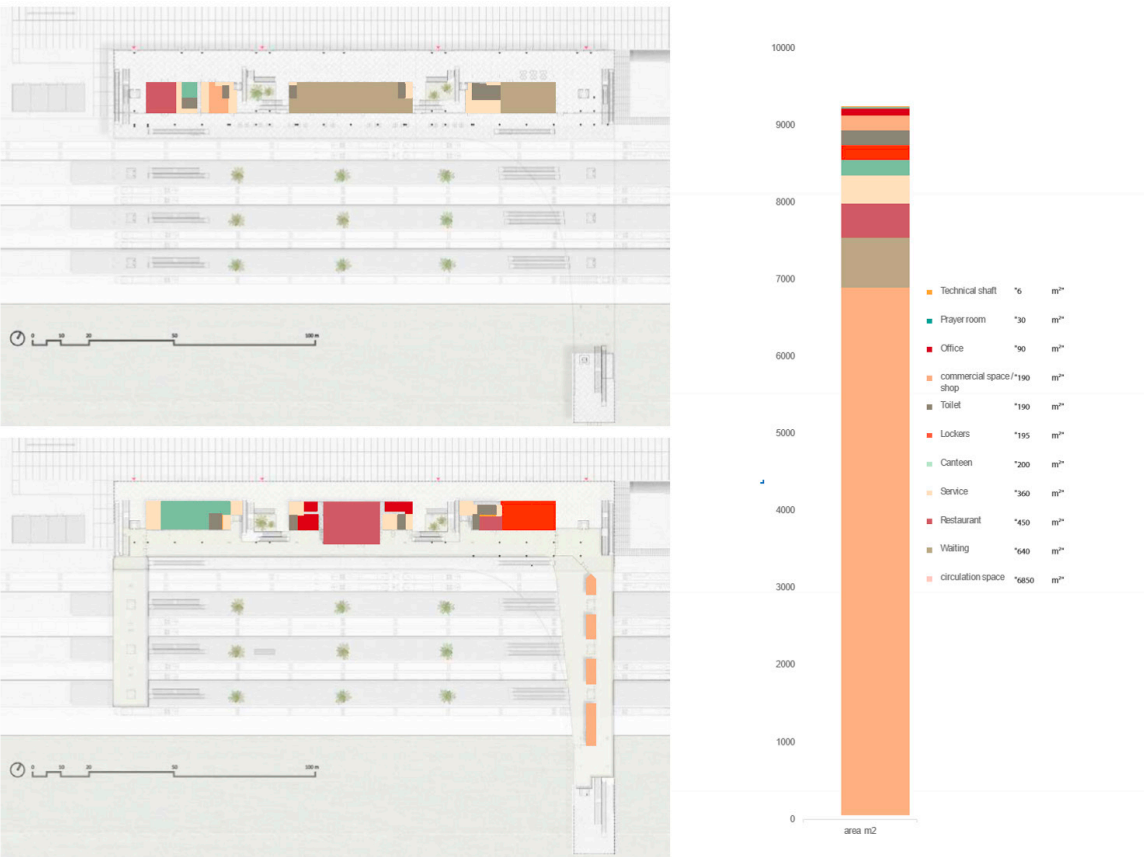 0 10 20 50 100 m
0 10 20 50 100 m
10000
9000
8000
7000
6000
5000
4000
3000
2000
1000
0
area m2
Technical shaft "6 m²"
Prayer room "30 m²"
Office "90 m²"
commercial space / "190 m²"
shop
Toilet "190 m²"
Lockers "195 m²"
Canteen "200 m²"
Service "360 m²"
Restaurant "450 m²"
Waiting "640 m²"
circulation space "6850 m²"